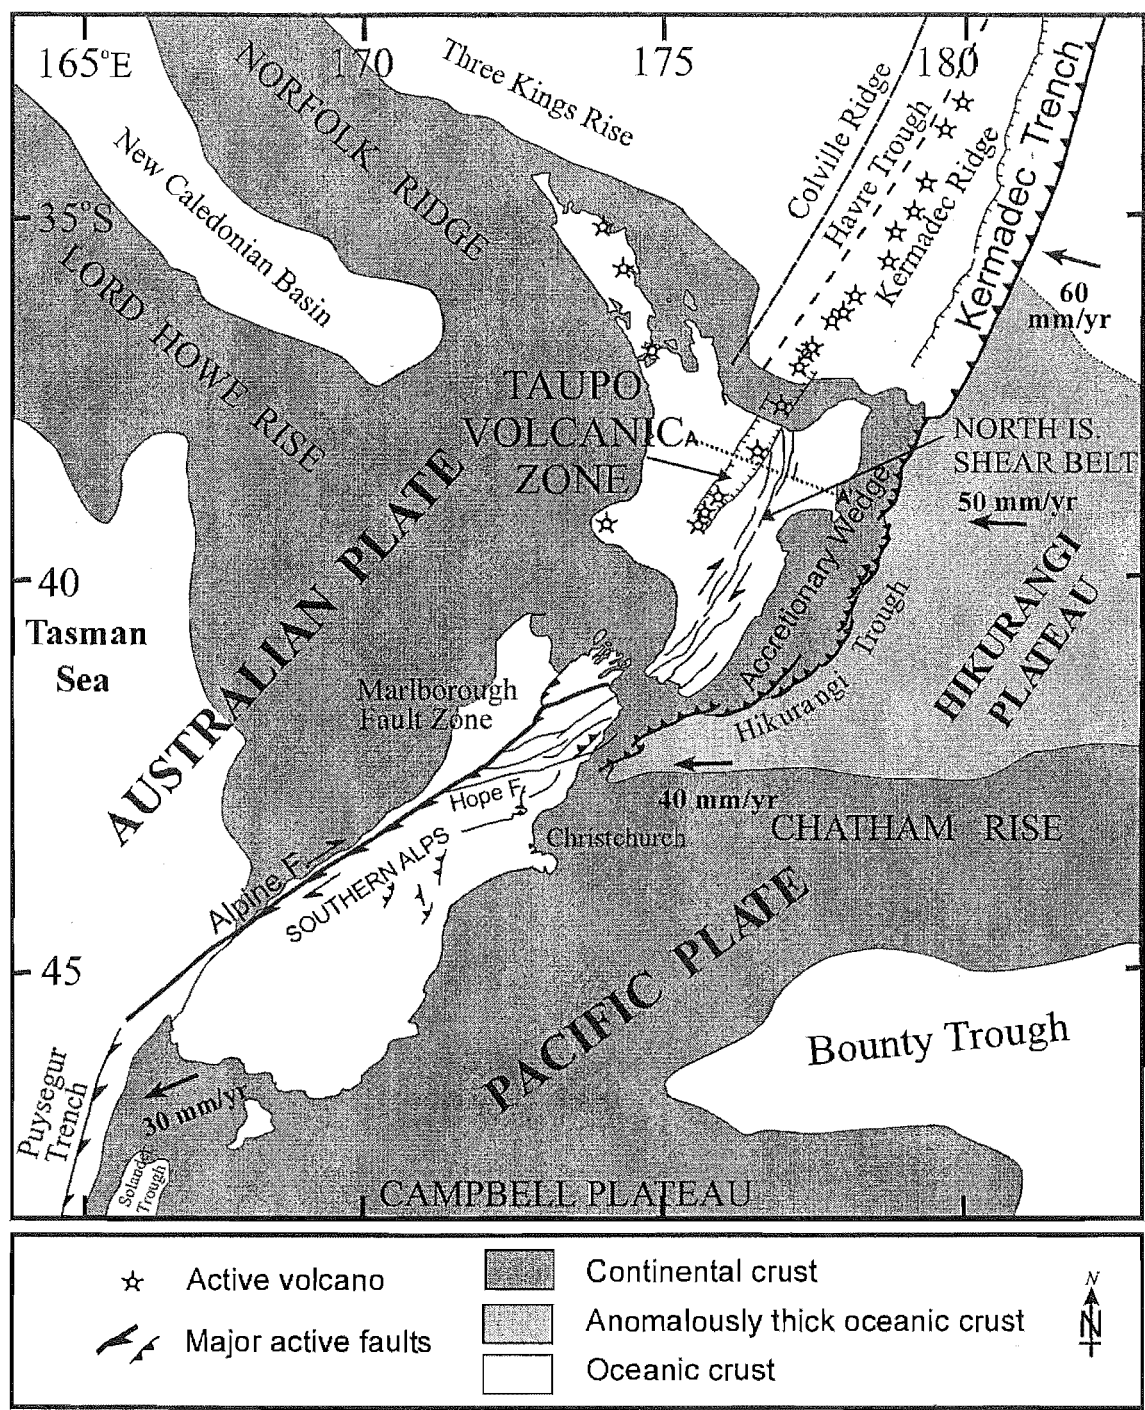 165°E
170
175
180
Three Kings Rise
NORFOLK RIDGE
New Caledonian Basin
Colville Ridge
Havre Trough
Kermadec Ridge
Kermadec Trench
35°S
LORD HOWE RISE
60
mm/yr
TAUPO
VOLCANIC
ZONE
A
A
NORTH IS.
SHEAR BELT
50 mm/yr
AUSTRALIAN PLATE
Accretionary Wedge
40
Tasman
Sea
HIKURANGI
PLATEAU
Hikurangi Trough
Marlborough
Fault Zone
Hope F.
40 mm/yr
CHATHAM RISE
Christchurch
Alpine F.
SOUTHERN ALPS
PACIFIC PLATE
45
Bounty Trough
Puysegur
Trench
30 mm/yr
Solander
Trough
CAMPBELL PLATEAU
Active volcano
Major active faults
Continental crust
Anomalously thick oceanic crust
Oceanic crust
N
N